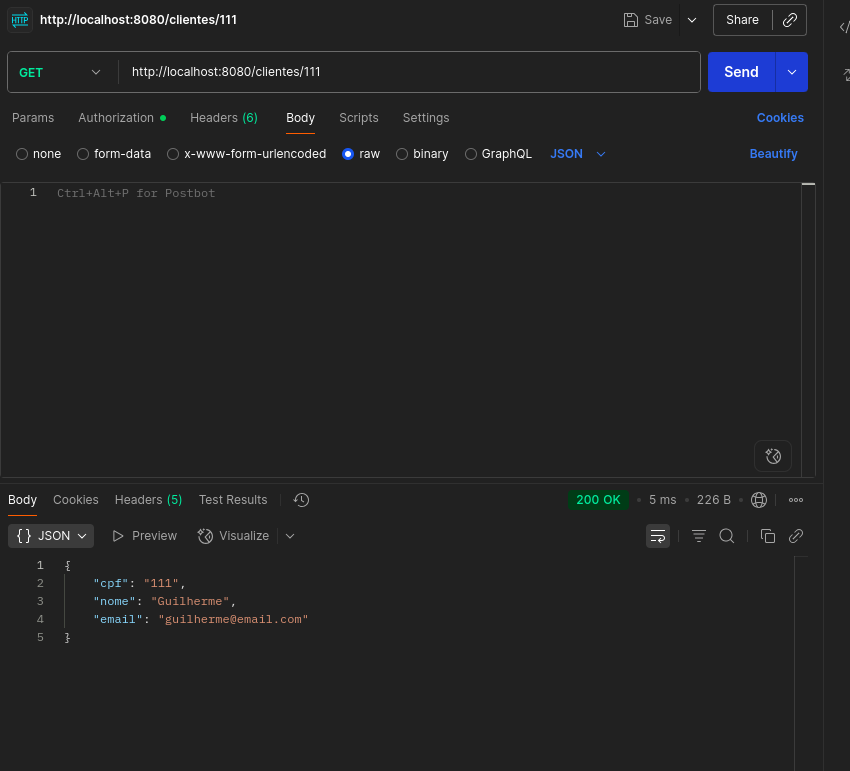 HTTP http://localhost:8080/clientes/111 Save Share
GET http://localhost:8080/clientes/111 Send
Params Authorization Headers (6) Body Scripts Settings Cookies
none form-data x-www-form-urlencoded raw binary GraphQL JSON Beautify
1 Ctrl+Alt+P for Postbot
Body Cookies Headers (5) Test Results 200 OK • 5 ms • 226 B •
{} JSON Preview Visualize
1 {
2 "cpf": "111",
3 "nome": "Guilherme",
4 "email": "guilherme@email.com"
5 }